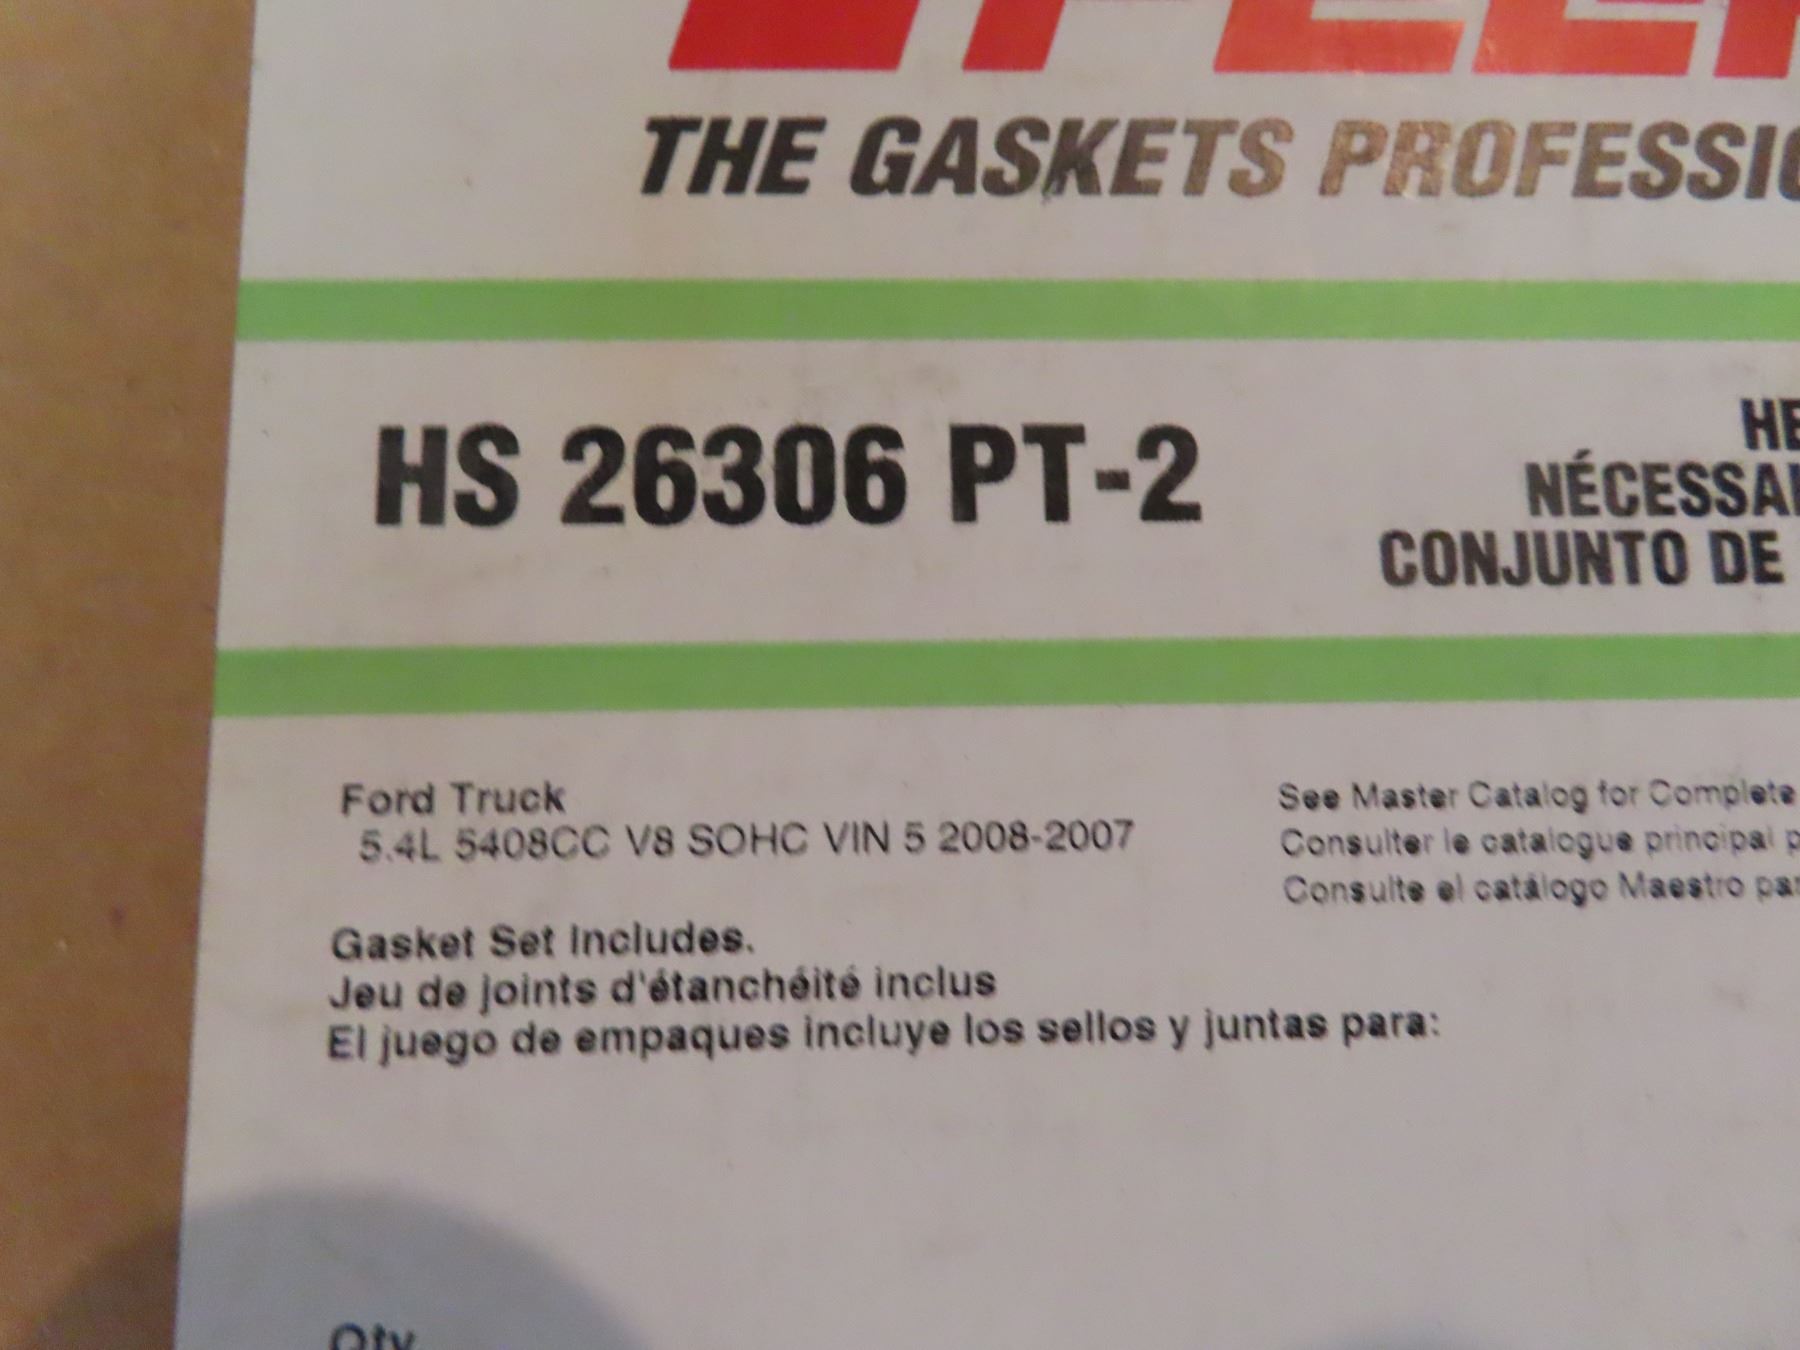 THE GASKETS
HS 26306 PT-2
CONJUNTO DE
Ford Truck
5.4L 5408CC V8 SOHC VIN 5 2008-2007
See Master Catalog for Complete
Consulter le catalogue principal
Consulte el catálogo Maestro
Gasket Set Includes.
Jeu de joints d'étanchéité inclus
El juego de empaques incluye los sellos y juntas para:
Qty